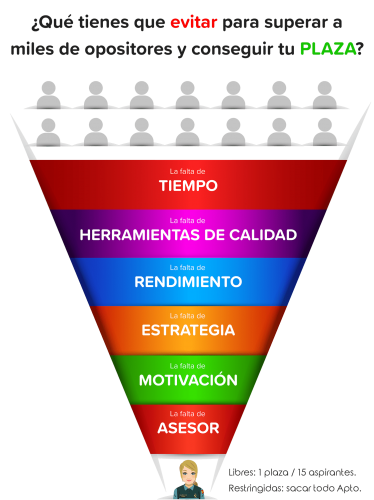 ¿Qué tienes que evitar para superar a
miles de opositores y conseguir tu PLAZA?
La falta de
TIEMPO
La falta de
HERRAMIENTAS DE CALIDAD
La falta de
RENDIMIENTO
La falta de
ESTRATEGIA
La falta de
MOTIVACIÓN
La falta de
ASESOR
Libres: 1 plaza / 15 aspirantes.
Restringidas: sacar todo Apto.